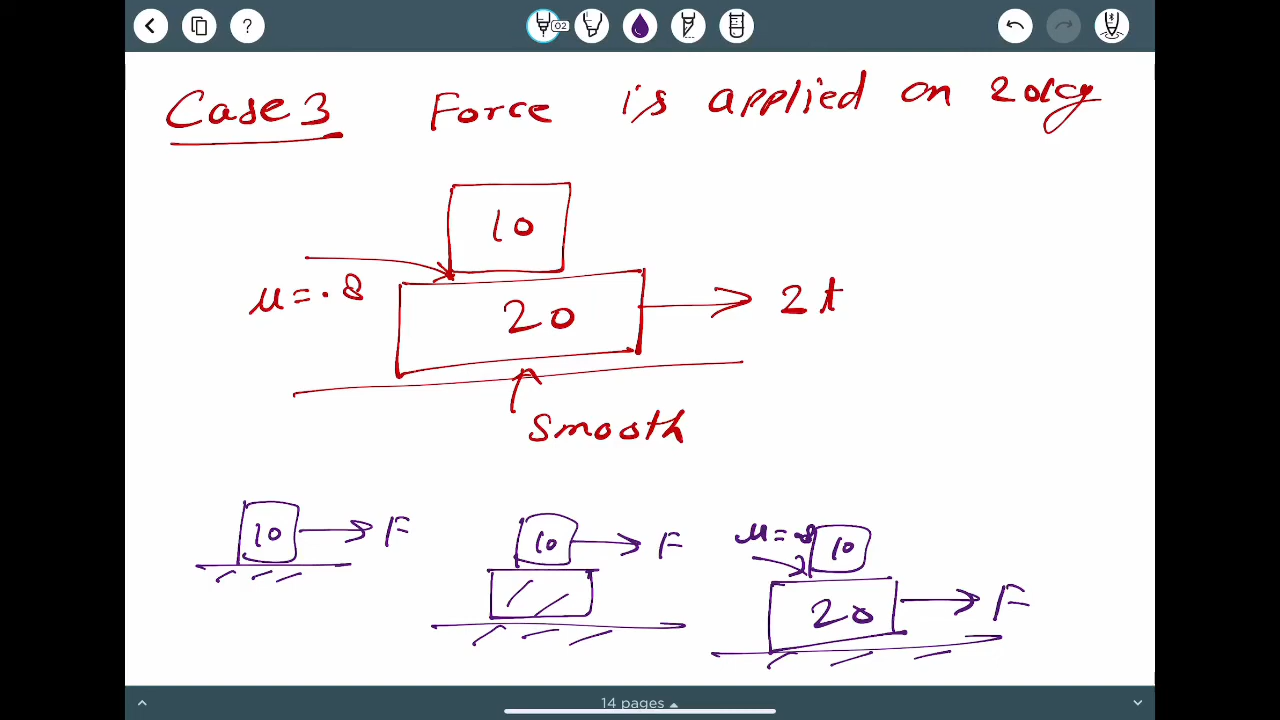 ?
02
Case 3 Force is applied on 20kg
10
μ = .8
20
2t
smooth
10 F
10 F
μ = .8
10
20 F
14 pages